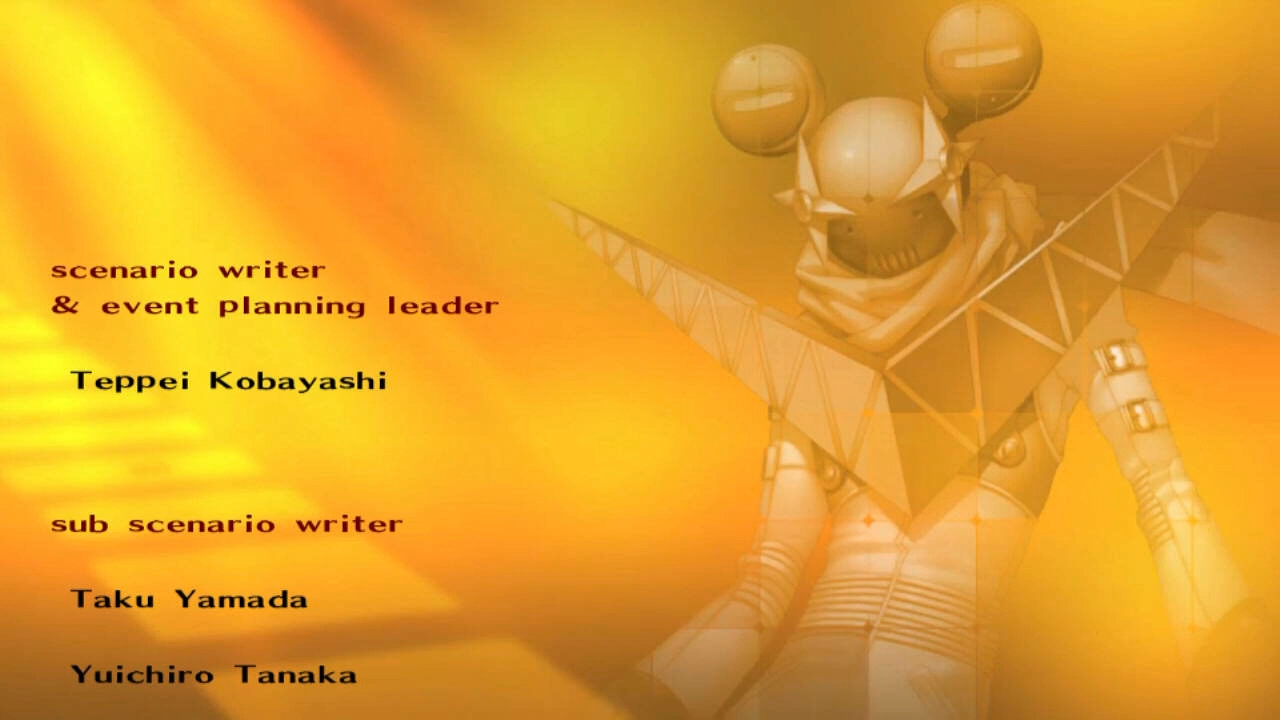 scenario writer
& event planning leader
Teppei Kobayashi
sub scenario writer
Taku Yamada
Yuichiro Tanaka